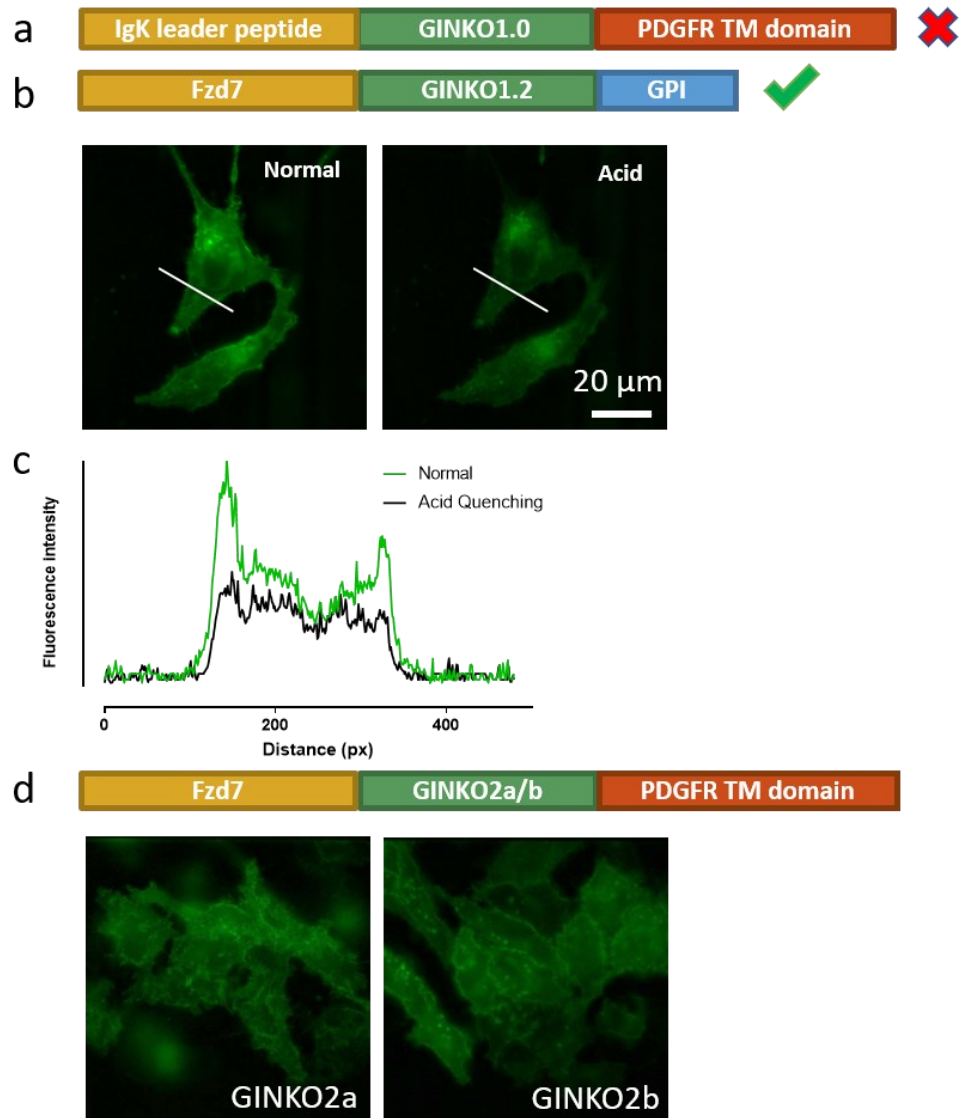 a
IgK leader peptide GINKO1.0 PDGFR TM domain
b
Fzd7 GINKO1.2 GPI
Normal Acid
20 µm
c
Normal
Acid Quenching
Fluorescence intensity
0 200 400
Distance (px)
d
Fzd7 GINKO2a/b PDGFR TM domain
GINKO2a GINKO2b